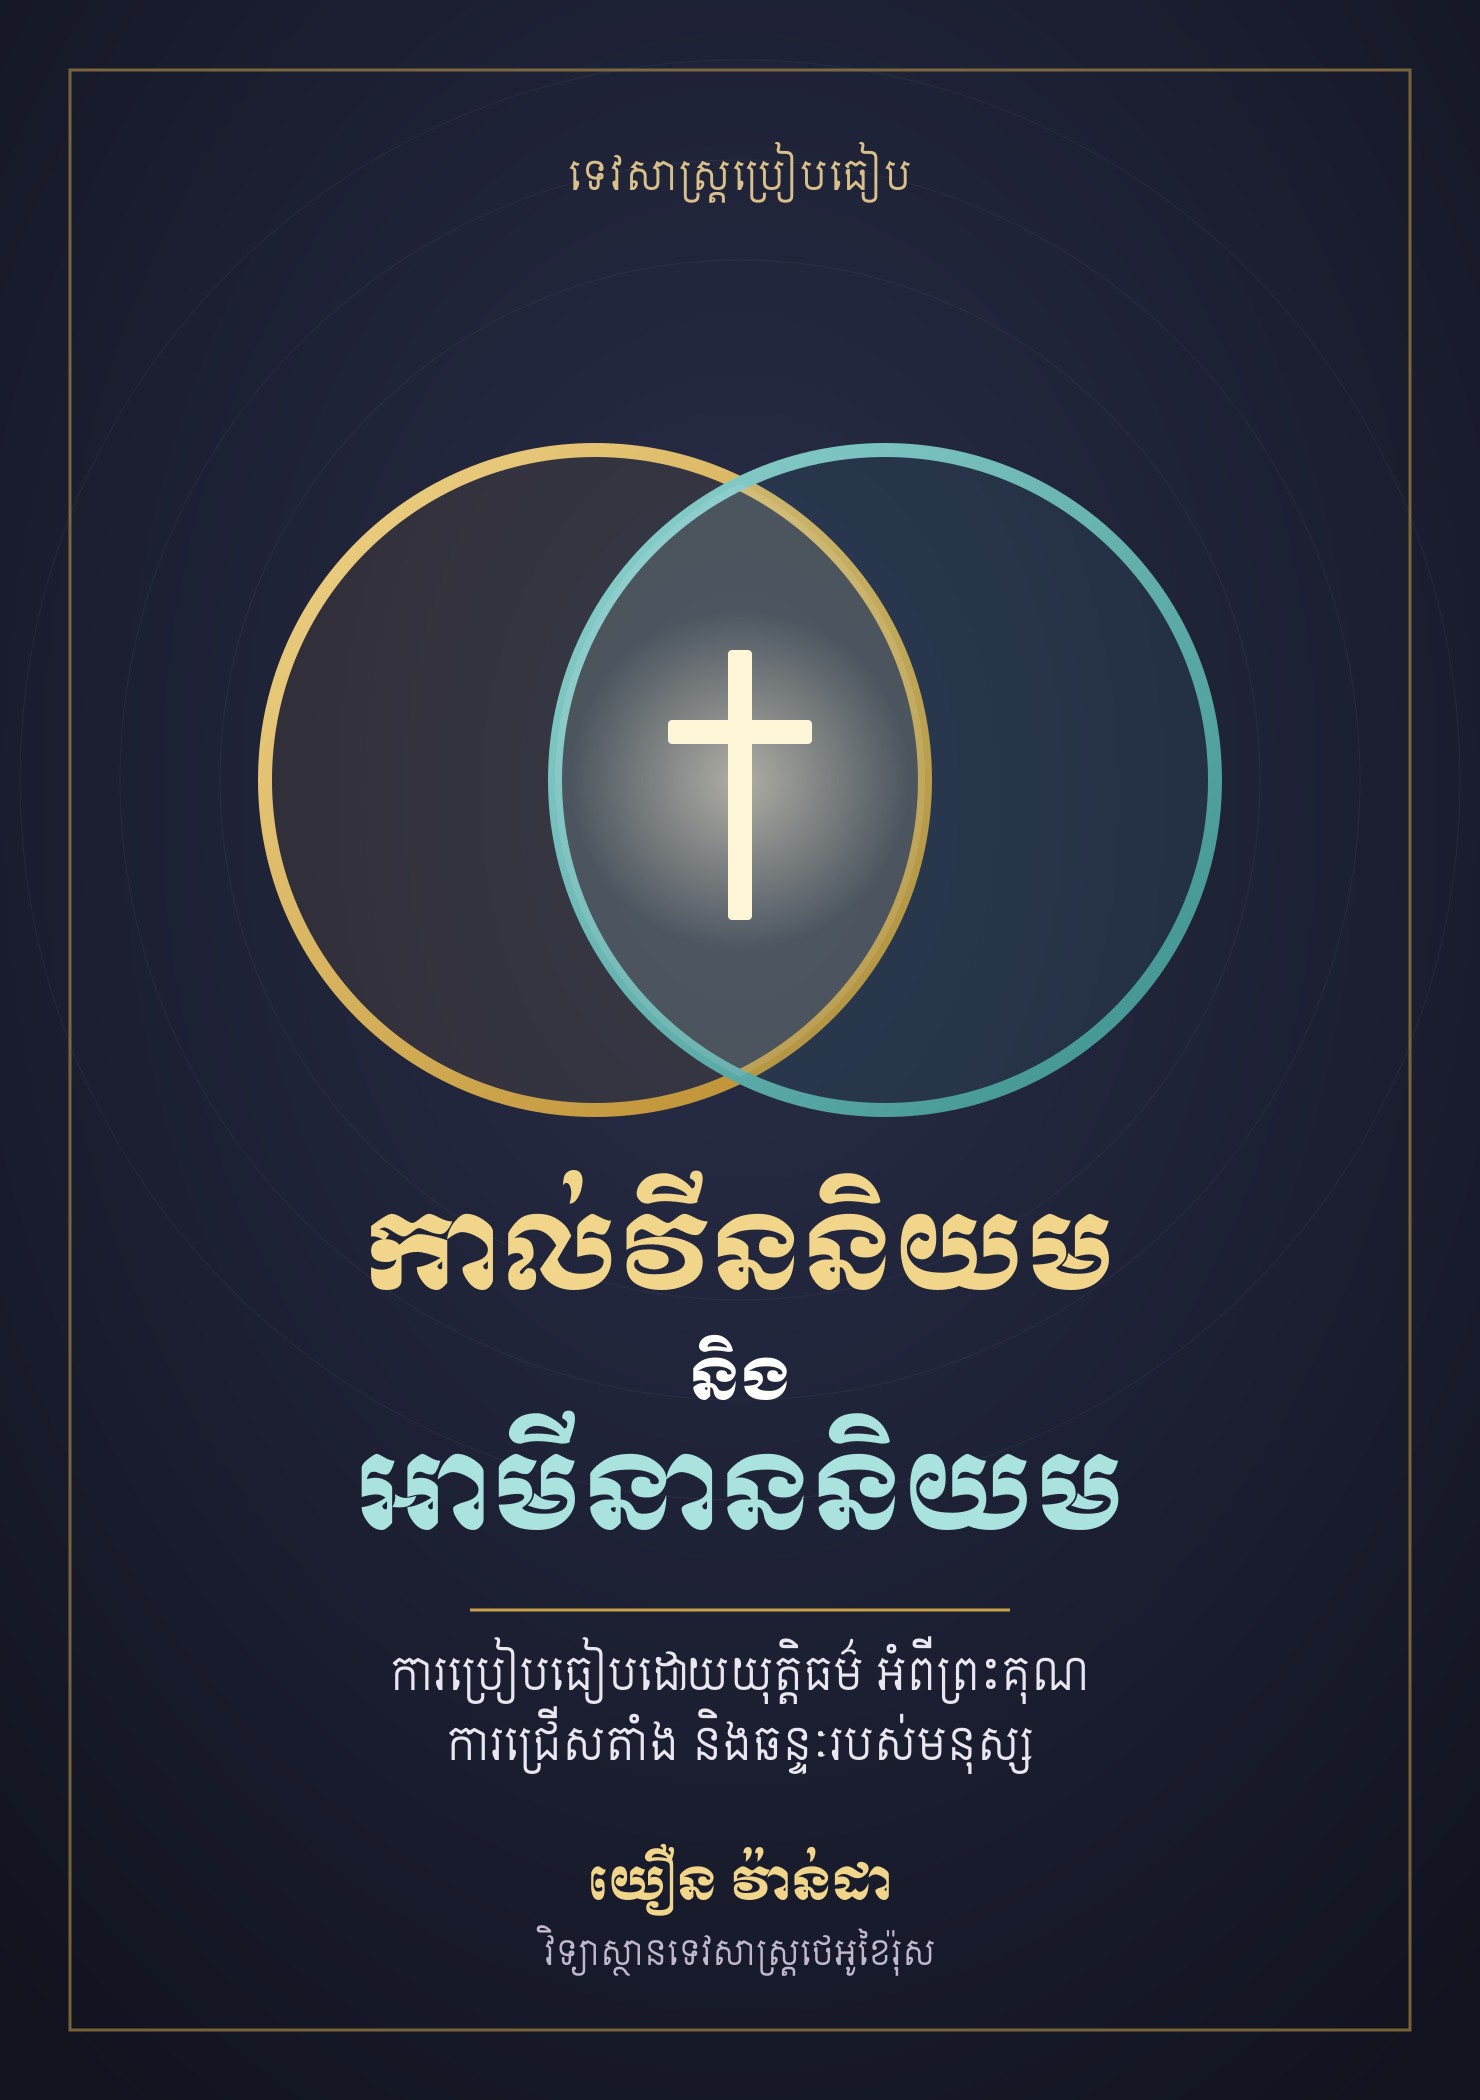 ទេវសាស្ត្រប្រៀបធៀប
កាល់វីននិយម
និង
អាមីនាននិយម
ការប្រៀបធៀបដោយយុត្តិធម៌ អំពីព្រះគុណ
ការជ្រើសតាំង និងឆន្ទៈរបស់មនុស្ស
យឿន វ៉ាន់ដា
វិទ្យាស្ថានទេវសាស្ត្រថេអូខៃរ៉ុស